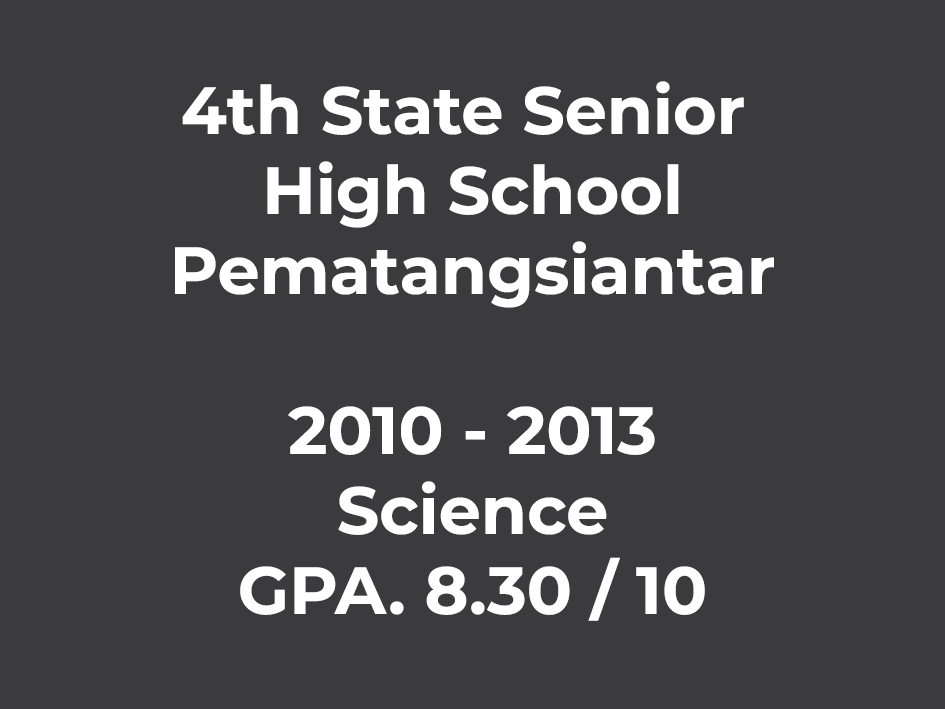 4th State Senior
High School
Pematangsiantar
2010 - 2013
Science
GPA. 8.30 / 10